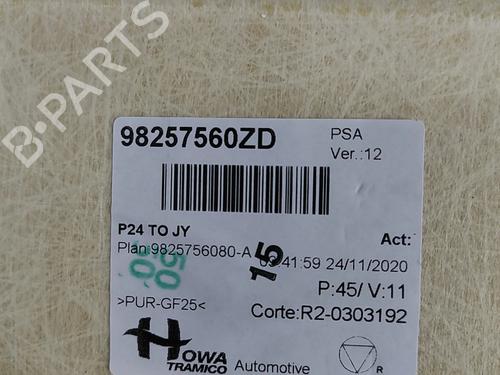 B-PARTS
98257560ZD
PSA
Ver.:12
P24 TO JY
Act:
Plan 9825756080-A
15
03:41:59 24/11/2020
P:45/ V:11
>PUR-GF25<
Corte:R2-0303192
HOWA
TRAMICO
Automotive
R